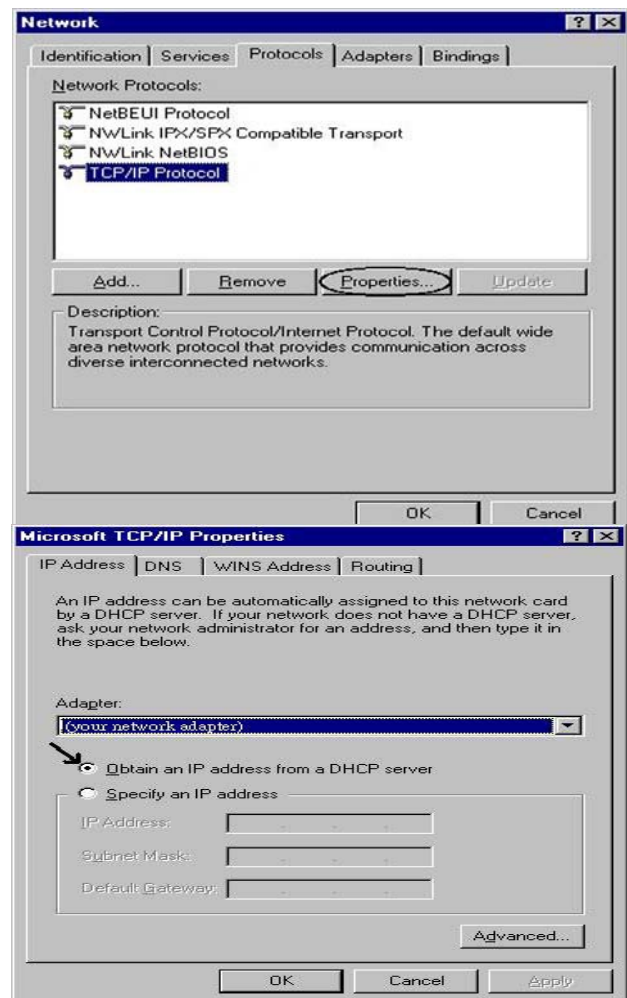 Network
Identification Services Protocols Adapters Bindings
Network Protocols:
NetBEUI Protocol
NWLink IPX/SPX Compatible Transport
NWLink NetBIOS
TCP/IP Protocol
Add... Remove Properties... Update
Description:
Transport Control Protocol/Internet Protocol. The default wide
area network protocol that provides communication across
diverse interconnected networks.
OK Cancel
Microsoft TCP/IP Properties
IP Address DNS WINS Address Routing
An IP address can be automatically assigned to this network card
by a DHCP server. If your network does not have a DHCP server,
ask your network administrator for an address, and then type it in
the space below.
Adapter:
(your network adapter)
Obtain an IP address from a DHCP server
Specify an IP address
IP Address:
Subnet Mask:
Default Gateway:
Advanced...
OK Cancel Apply